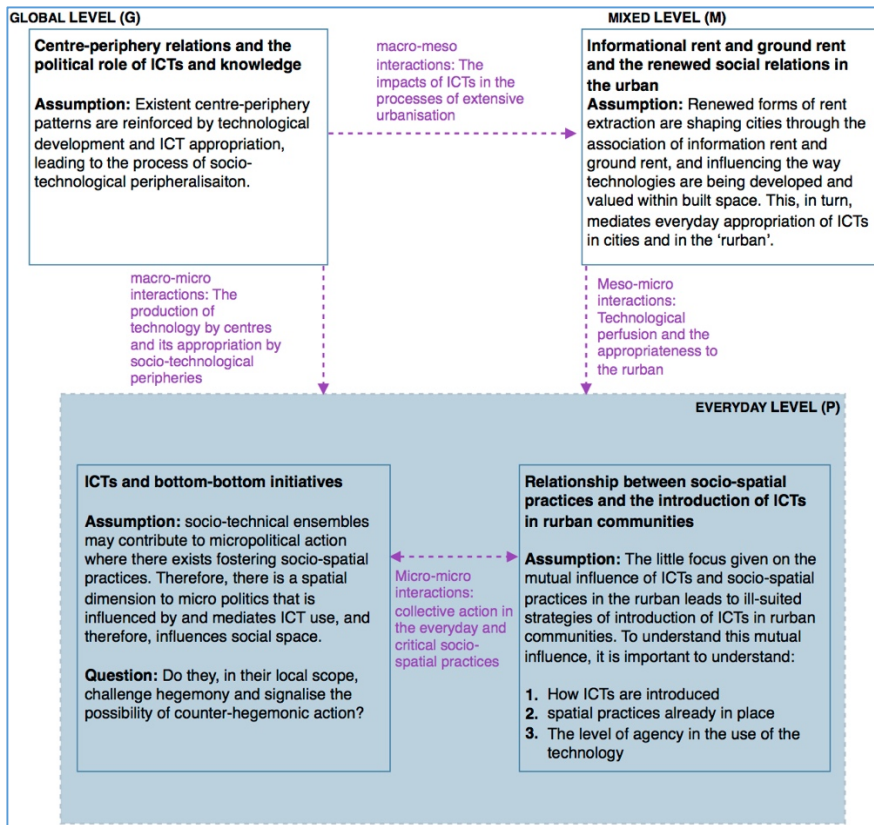 GLOBAL LEVEL (G)
MIXED LEVEL (M)
Centre-periphery relations and the
political role of ICTs and knowledge
Assumption: Existent centre-periphery
patterns are reinforced by technological
development and ICT appropriation,
leading to the process of socio-
technological peripheralisaiton.
macro-meso
interactions: The
impacts of ICTs in the
processes of extensive
urbanisation
Informational rent and ground rent
and the renewed social relations in
the urban
Assumption: Renewed forms of rent
extraction are shaping cities through the
association of information rent and
ground rent, and influencing the way
technologies are being developed and
valued within built space. This, in turn,
mediates everyday appropriation of ICTs
in cities and in the ‘rurban’.
macro-micro
interactions: The
production of
technology by centres
and its appropriation by
socio-technological
peripheries
Meso-micro
interactions:
Technological
perfusion and the
appropriateness to
the rurban
EVERYDAY LEVEL (P)
ICTs and bottom-bottom initiatives
Assumption: socio-technical ensembles
may contribute to micropolitical action
where there exists fostering socio-spatial
practices. Therefore, there is a spatial
dimension to micro politics that is
influenced by and mediates ICT use, and
therefore, influences social space.
Question: Do they, in their local scope,
challenge hegemony and signalise the
possibility of counter-hegemonic action?
Micro-micro
interactions:
collective action in
the everyday and
critical socio-
spatial practices
Relationship between socio-spatial
practices and the introduction of ICTs
in rurban communities
Assumption: The little focus given on the
mutual influence of ICTs and socio-spatial
practices in the rurban leads to ill-suited
strategies of introduction of ICTs in rurban
communities. To understand this mutual
influence, it is important to understand:
1. How ICTs are introduced
2. spatial practices already in place
3. The level of agency in the use of the
technology